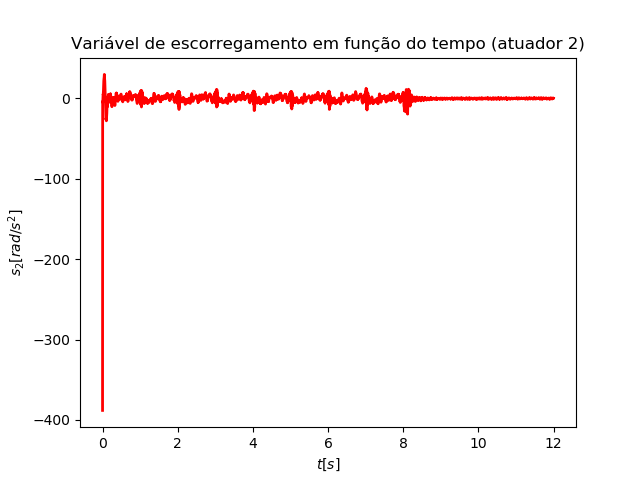 Variável de escorregamento em função do tempo (atuador 2)
0
−100
−200
−300
−400
s₂[rad/s²]
0 2 4 6 8 10 12
t[s]